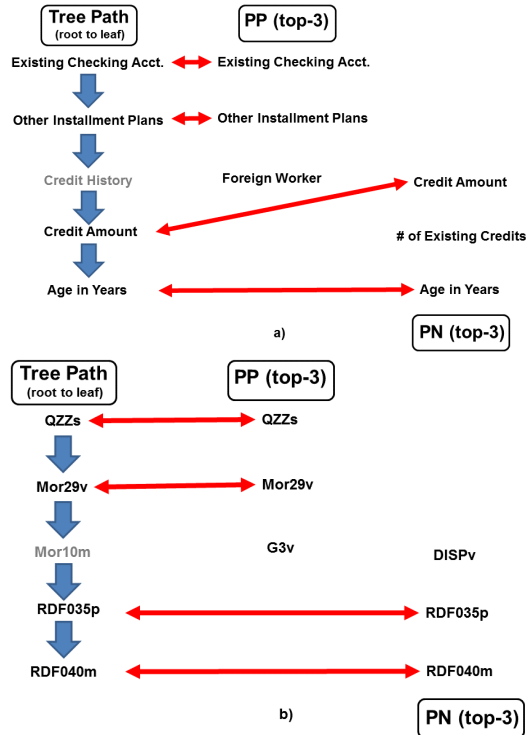 Tree Path
(root to leaf)
PP (top-3)
Existing Checking Acct.
Existing Checking Acct.
Other Installment Plans
Other Installment Plans
Credit History
Foreign Worker
Credit Amount
Credit Amount
# of Existing Credits
Age in Years
Age in Years
a)
PN (top-3)
Tree Path
(root to leaf)
PP (top-3)
QZZs
QZZs
Mor29v
Mor29v
Mor10m
G3v
DISPv
RDF035p
RDF035p
RDF040m
RDF040m
b)
PN (top-3)